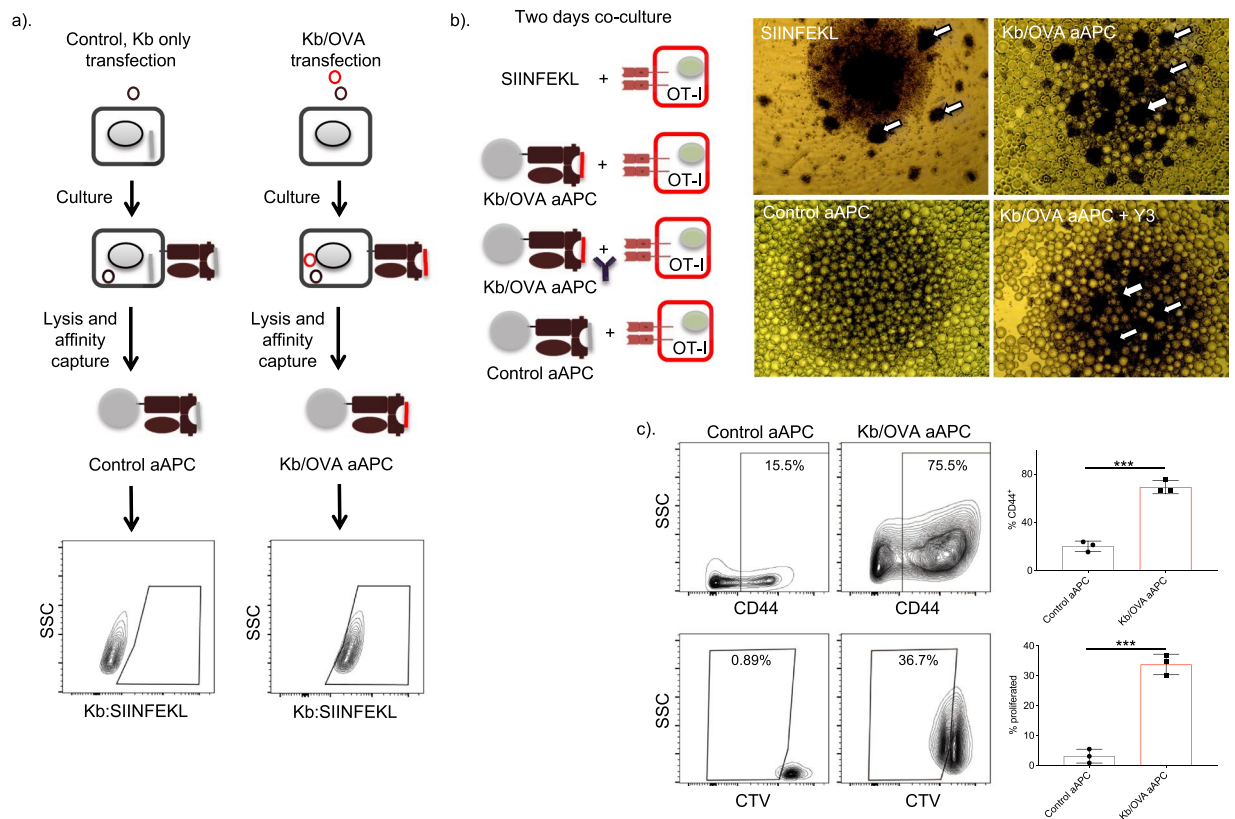 a).
Control, Kb only
transfection
Kb/OVA
transfection
Culture
Culture
Lysis and
affinity
capture
Lysis and
affinity
capture
Control aAPC
Kb/OVA aAPC
SSC
Kb:SIINFEKL
SSC
Kb:SIINFEKL
b).
Two days co-culture
SIINFEKL
+
OT-I
Kb/OVA aAPC
+
OT-I
Kb/OVA aAPC
+
OT-I
Control aAPC
+
OT-I
SIINFEKL
Kb/OVA aAPC
Control aAPC
Kb/OVA aAPC + Y3
c).
Control aAPC
Kb/OVA aAPC
SSC
15.5%
CD44
SSC
75.5%
CD44
% CD44+
80
40
0
***
Control aAPC
Kb/OVA aAPC
SSC
0.89%
CTV
SSC
36.7%
CTV
% proliferated
40
30
20
10
0
***
Control aAPC
Kb/OVA aAPC